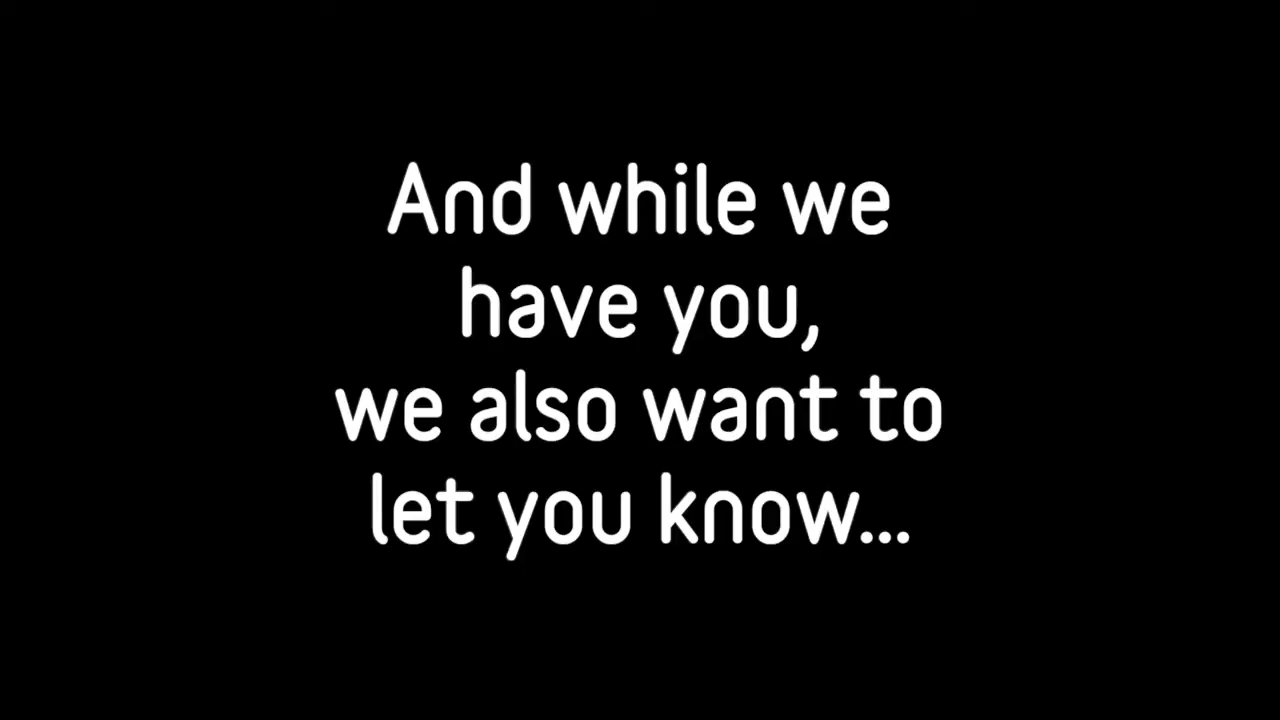 And while we
have you,
we also want to
let you know...